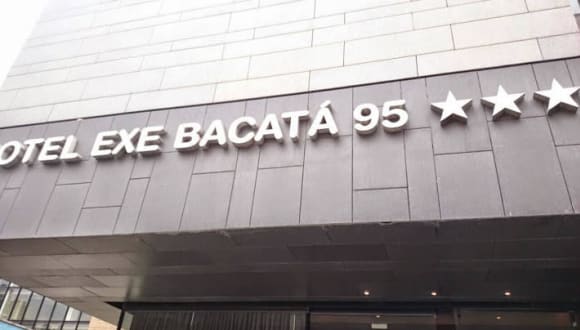 OTEL EXE BACATÁ 95 ★★★